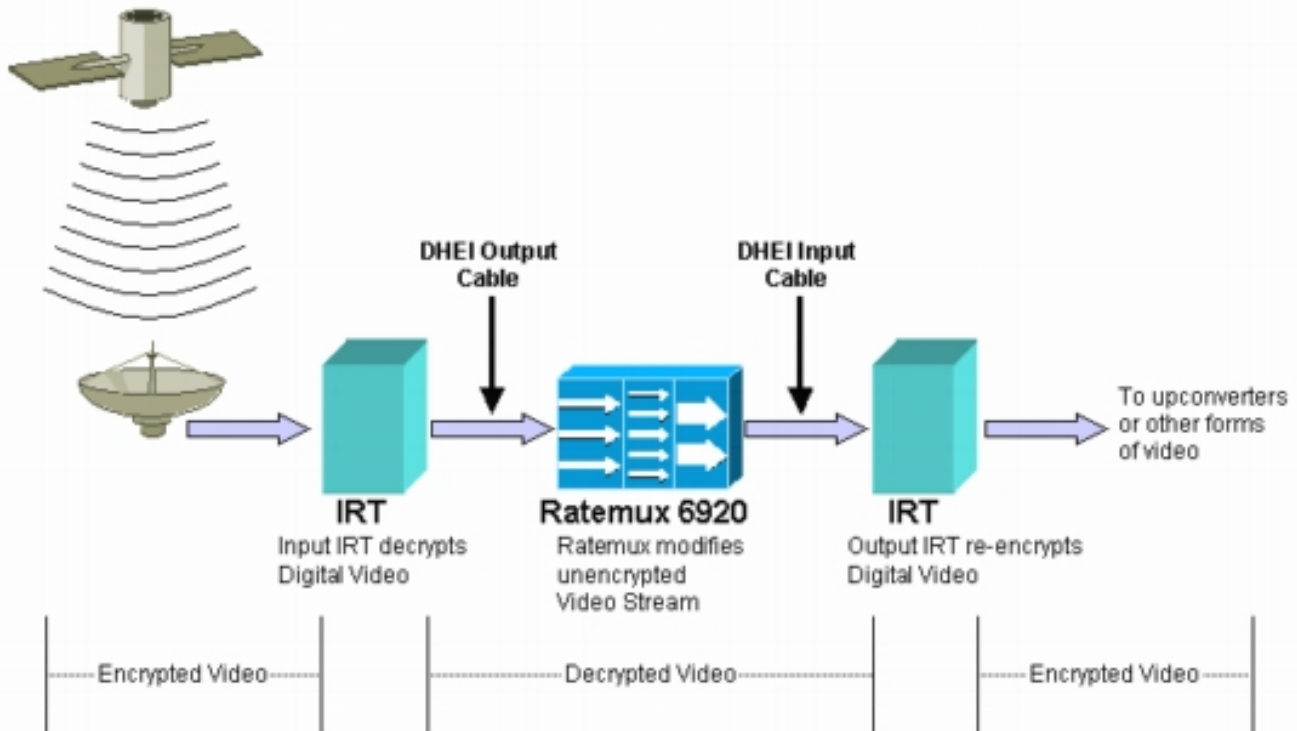 DHEI Output
Cable
DHEI Input
Cable
To upconverters
or other forms
of video
IRT
Input IRT decrypts
Digital Video
Ratemux 6920
Ratemux modifies
unencrypted
Video Stream
IRT
Output IRT re-encrypts
Digital Video
Encrypted Video
Decrypted Video
Encrypted Video